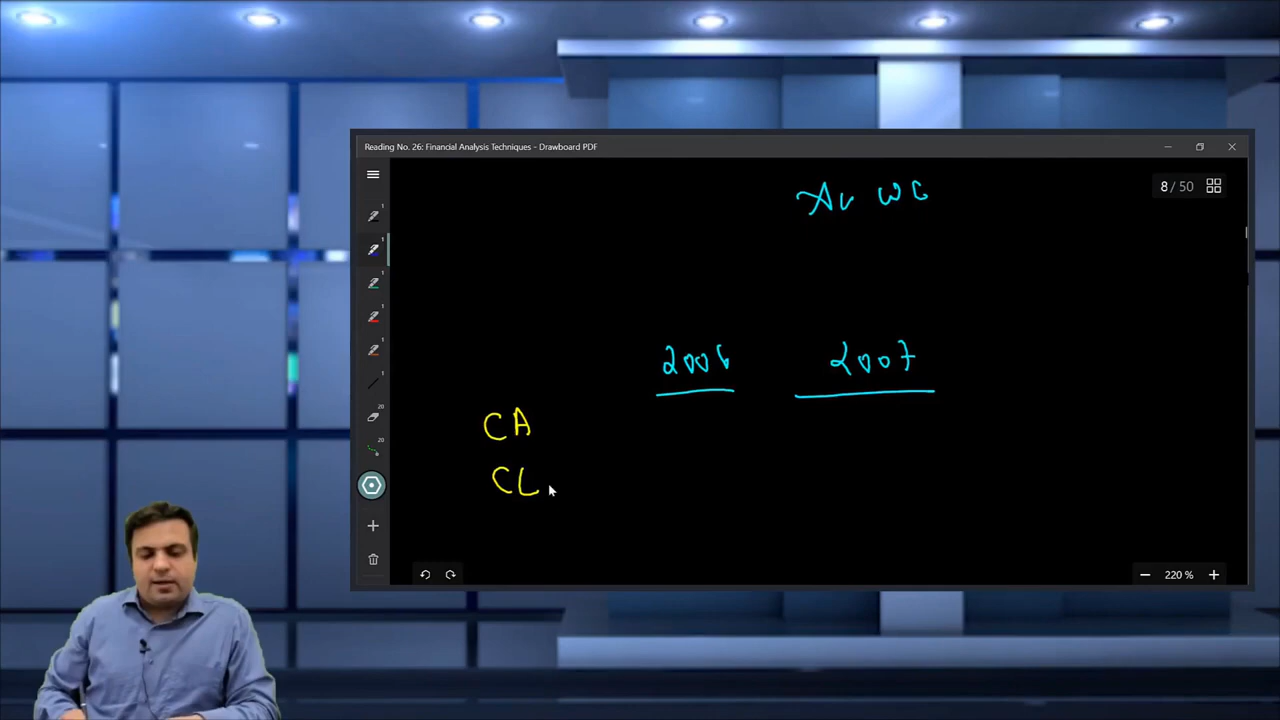 Reading No. 26: Financial Analysis Techniques - Drawboard PDF
8 / 50
Av WC
2006 2007
CA
CL
220 %